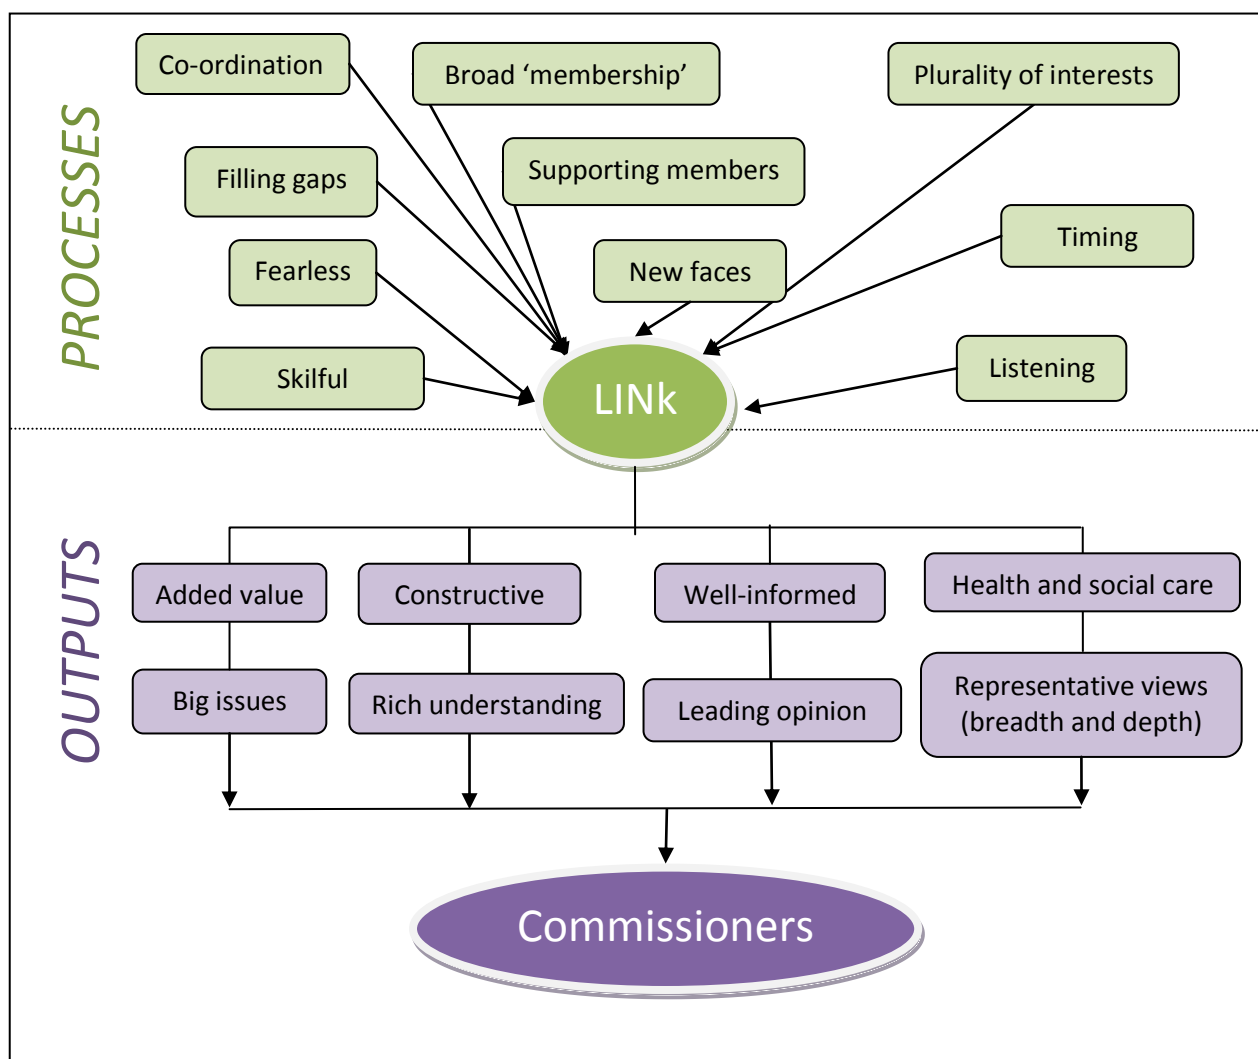 PROCESSES
Co-ordination
Broad ‘membership’
Plurality of interests
Filling gaps
Supporting members
Fearless
New faces
Timing
Skilful
Listening
LINk
OUTPUTS
Added value
Constructive
Well-informed
Health and social care
Big issues
Rich understanding
Leading opinion
Representative views
(breadth and depth)
Commissioners